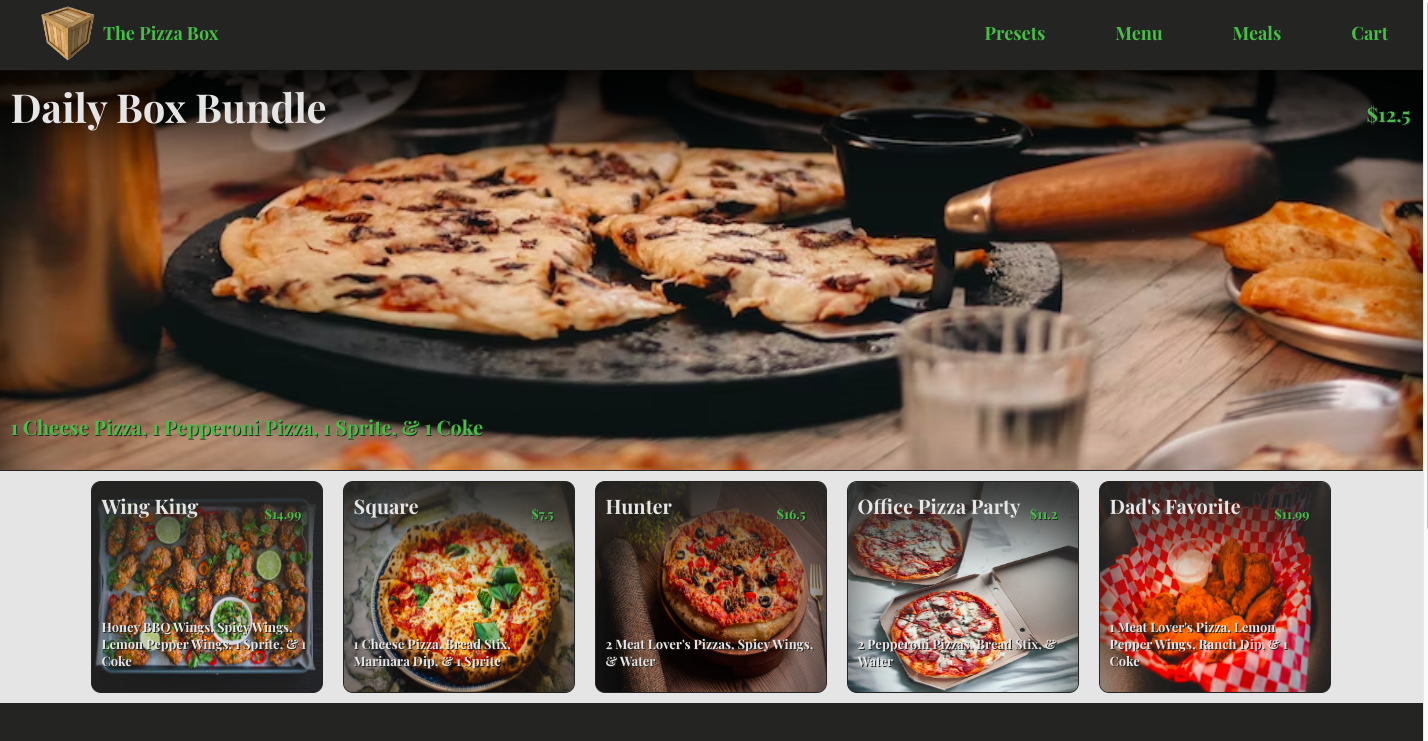 The Pizza Box
Presets
Menu
Meals
Cart
Daily Box Bundle
$12.5
1 Cheese Pizza, 1 Pepperoni Pizza, 1 Sprite, & 1 Coke
Wing King
$14.99
Honey BBQ Wings, Spicy Wings,
Lemon Pepper Wings, 1 Sprite, & 1
Coke
Square
$7.5
1 Cheese Pizza, Bread Stix,
Marinara Dip, & 1 Sprite
Hunter
$16.5
2 Meat Lover's Pizzas, Spicy Wings,
& Water
Office Pizza Party
$11.2
2 Pepperoni Pizzas, Bread Stix, &
Water
Dad's Favorite
$11.99
1 Meat Lover's Pizza, Lemon
Pepper Wings, Ranch Dip, & 1
Coke